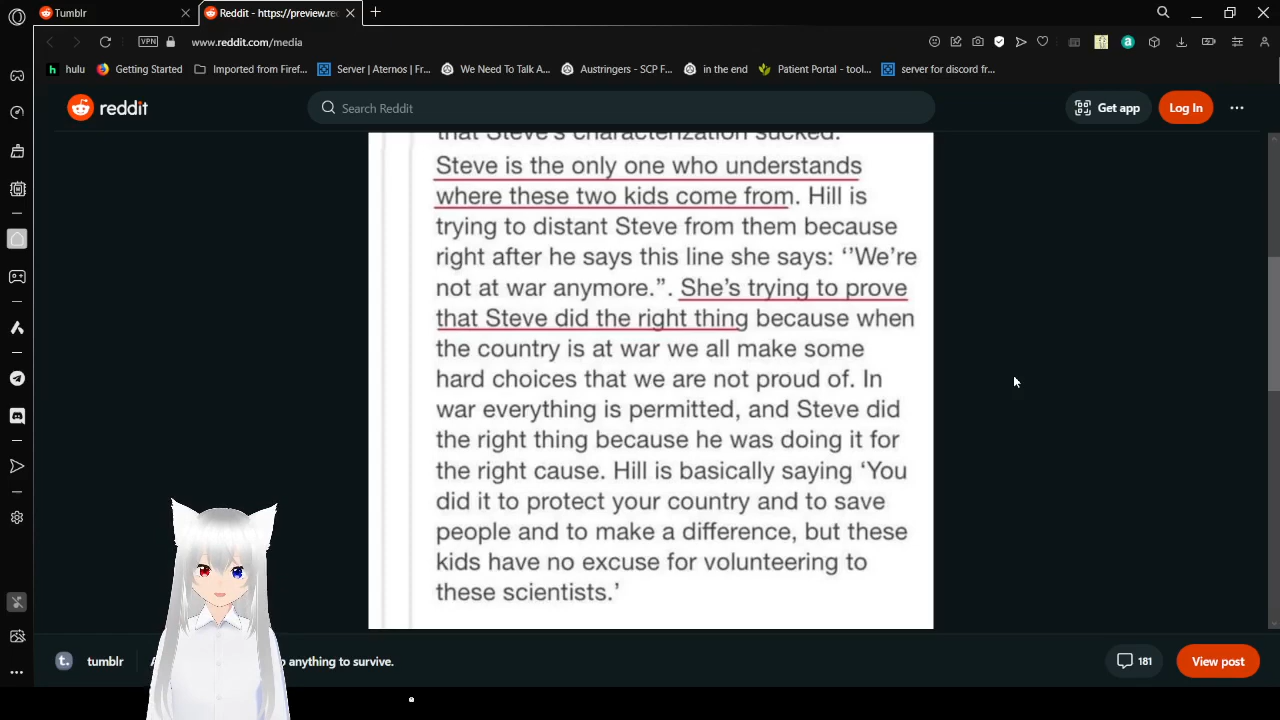 Tumblr
Reddit - https://preview.re
VPN
www.reddit.com/media
hulu
Getting Started
Imported from Firef...
Server | Aternos | Fr...
We Need To Talk A...
Austringers - SCP F...
in the end
Patient Portal - tool...
server for discord fr...
reddit
Search Reddit
Get app
Log In
that Steve's characterization sucked.
Steve is the only one who understands
where these two kids come from. Hill is
trying to distant Steve from them because
right after he says this line she says: ‘’We’re
not at war anymore.”. She’s trying to prove
that Steve did the right thing because when
the country is at war we all make some
hard choices that we are not proud of. In
war everything is permitted, and Steve did
the right thing because he was doing it for
the right cause. Hill is basically saying ‘You
did it to protect your country and to save
people and to make a difference, but these
kids have no excuse for volunteering to
these scientists.’
tumblr
anything to survive.
181
View post